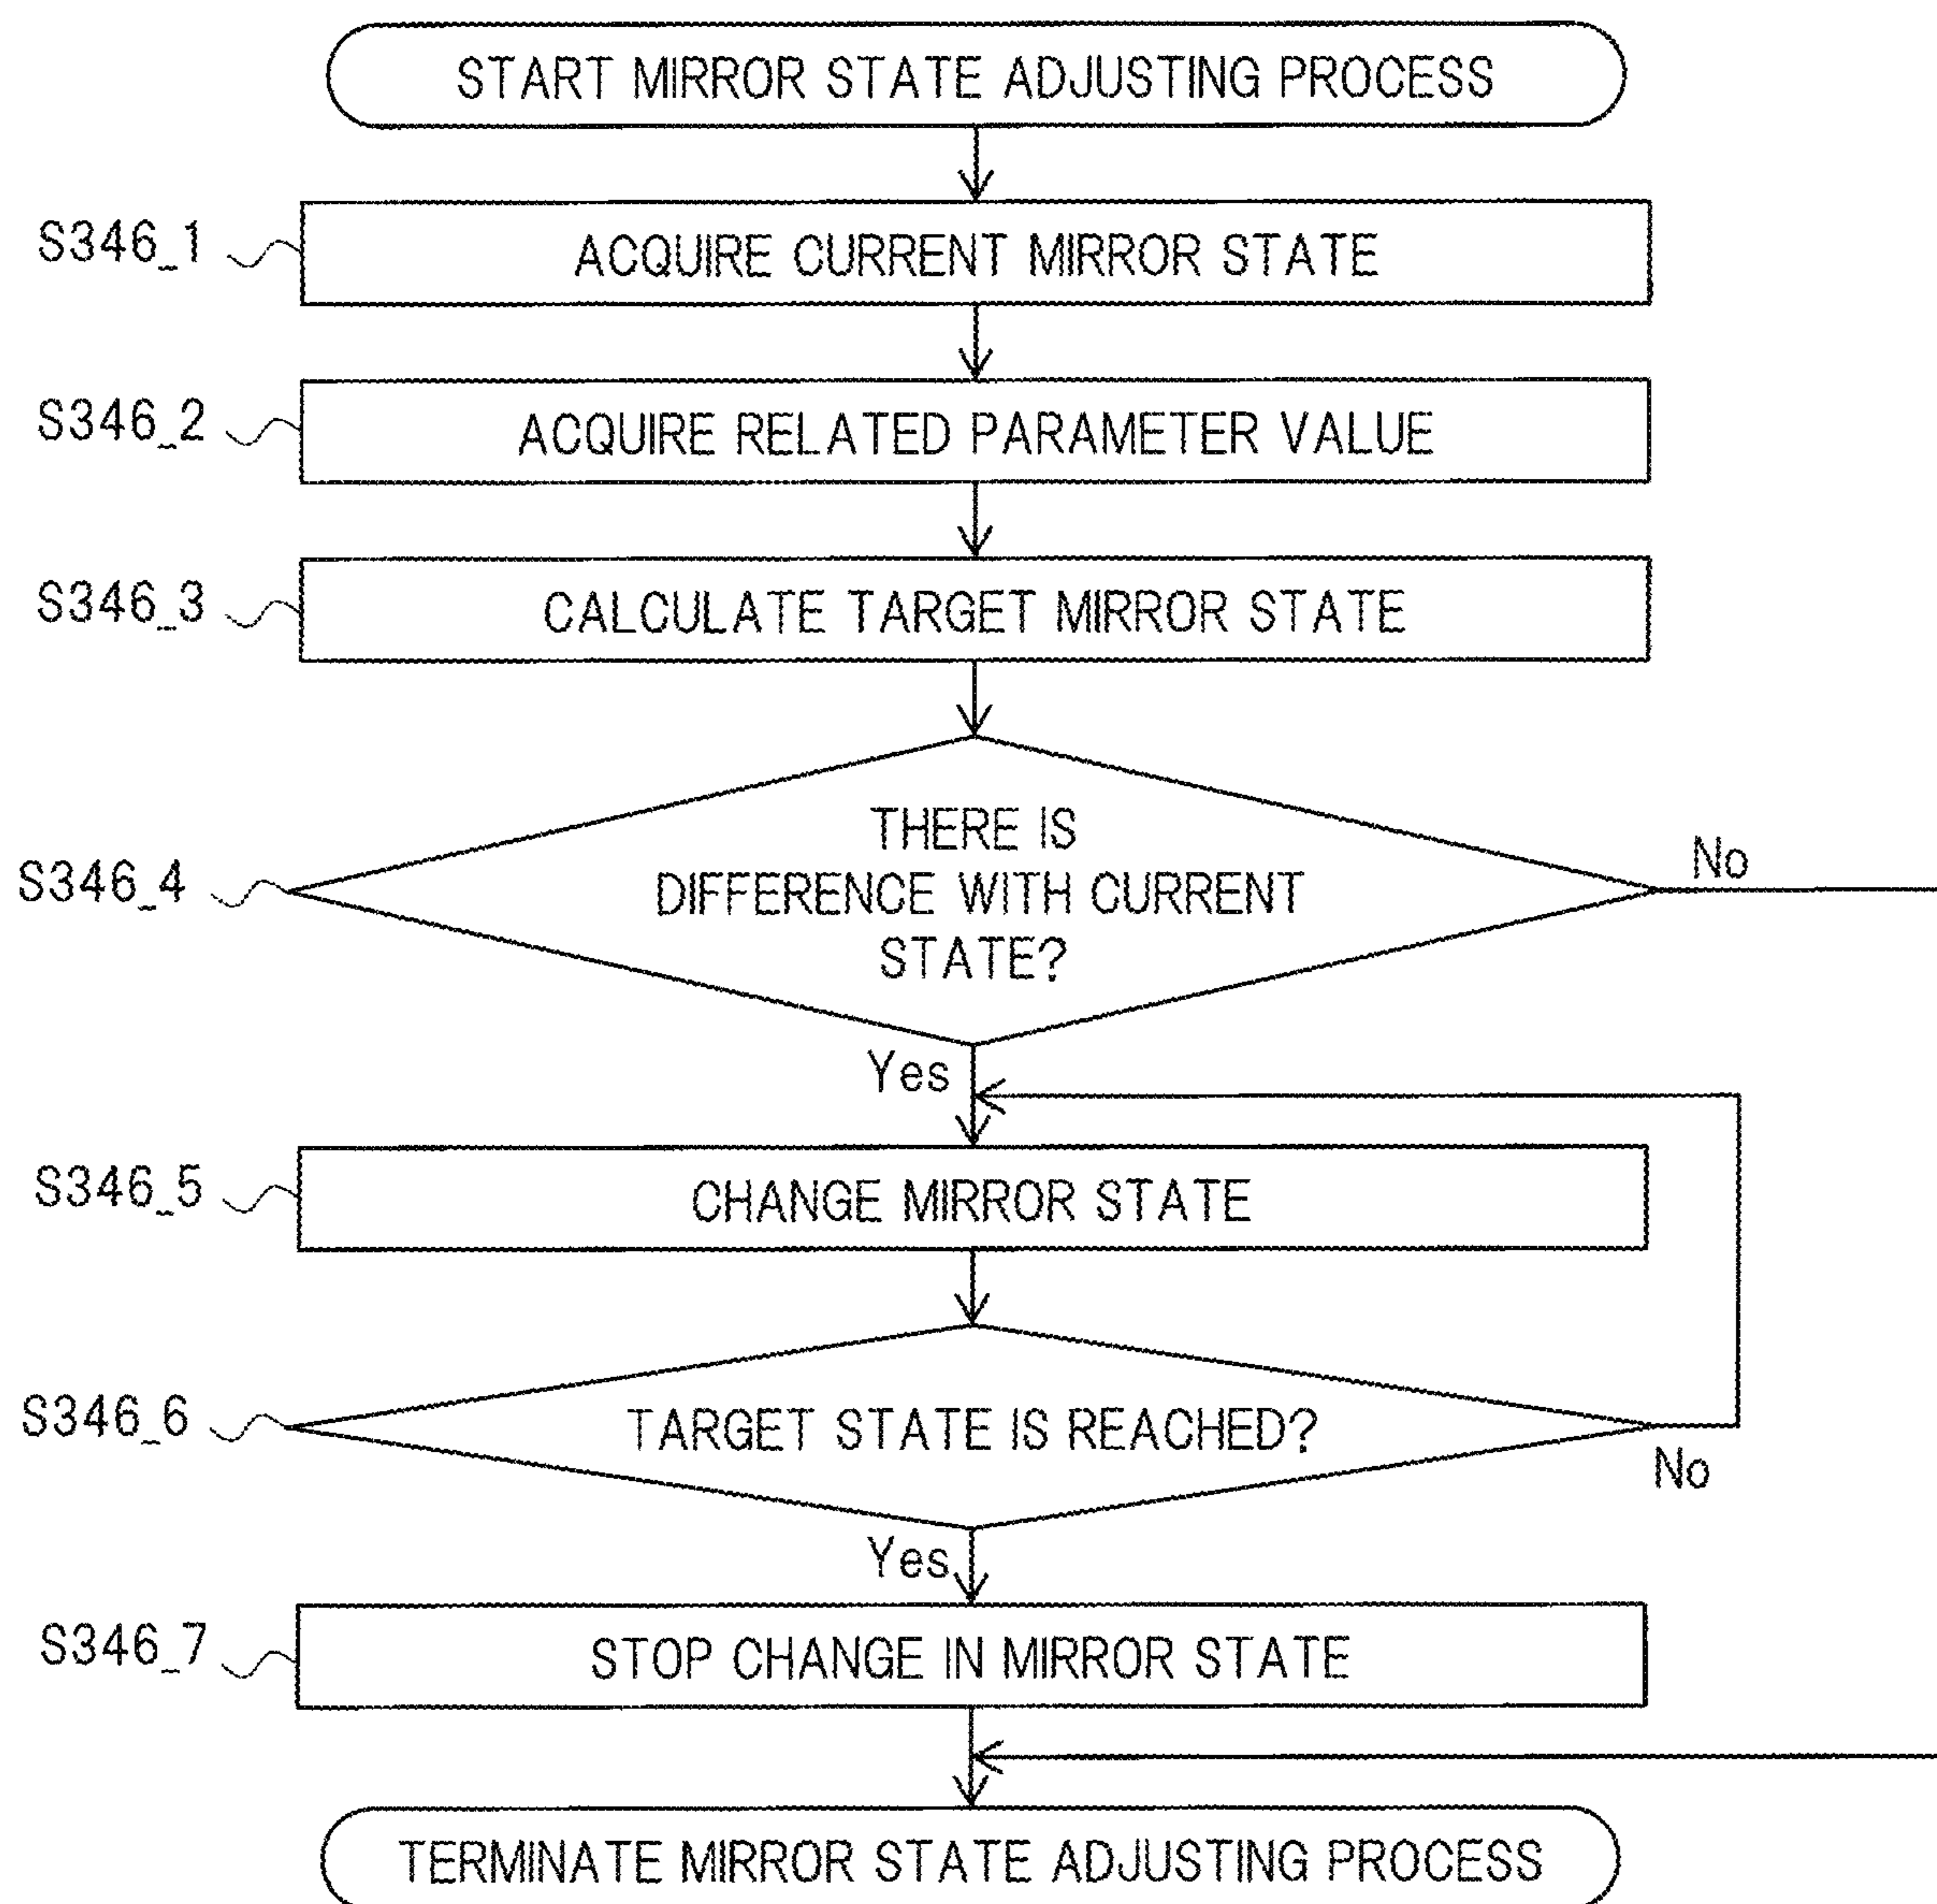 START MIRROR STATE ADJUSTING PROCESS
S346_1
ACQUIRE CURRENT MIRROR STATE
S346_2
ACQUIRE RELATED PARAMETER VALUE
S346_3
CALCULATE TARGET MIRROR STATE
S346_4
THERE IS
DIFFERENCE WITH CURRENT
STATE?
No
Yes
S346_5
CHANGE MIRROR STATE
S346_6
TARGET STATE IS REACHED?
No
Yes
S346_7
STOP CHANGE IN MIRROR STATE
TERMINATE MIRROR STATE ADJUSTING PROCESS